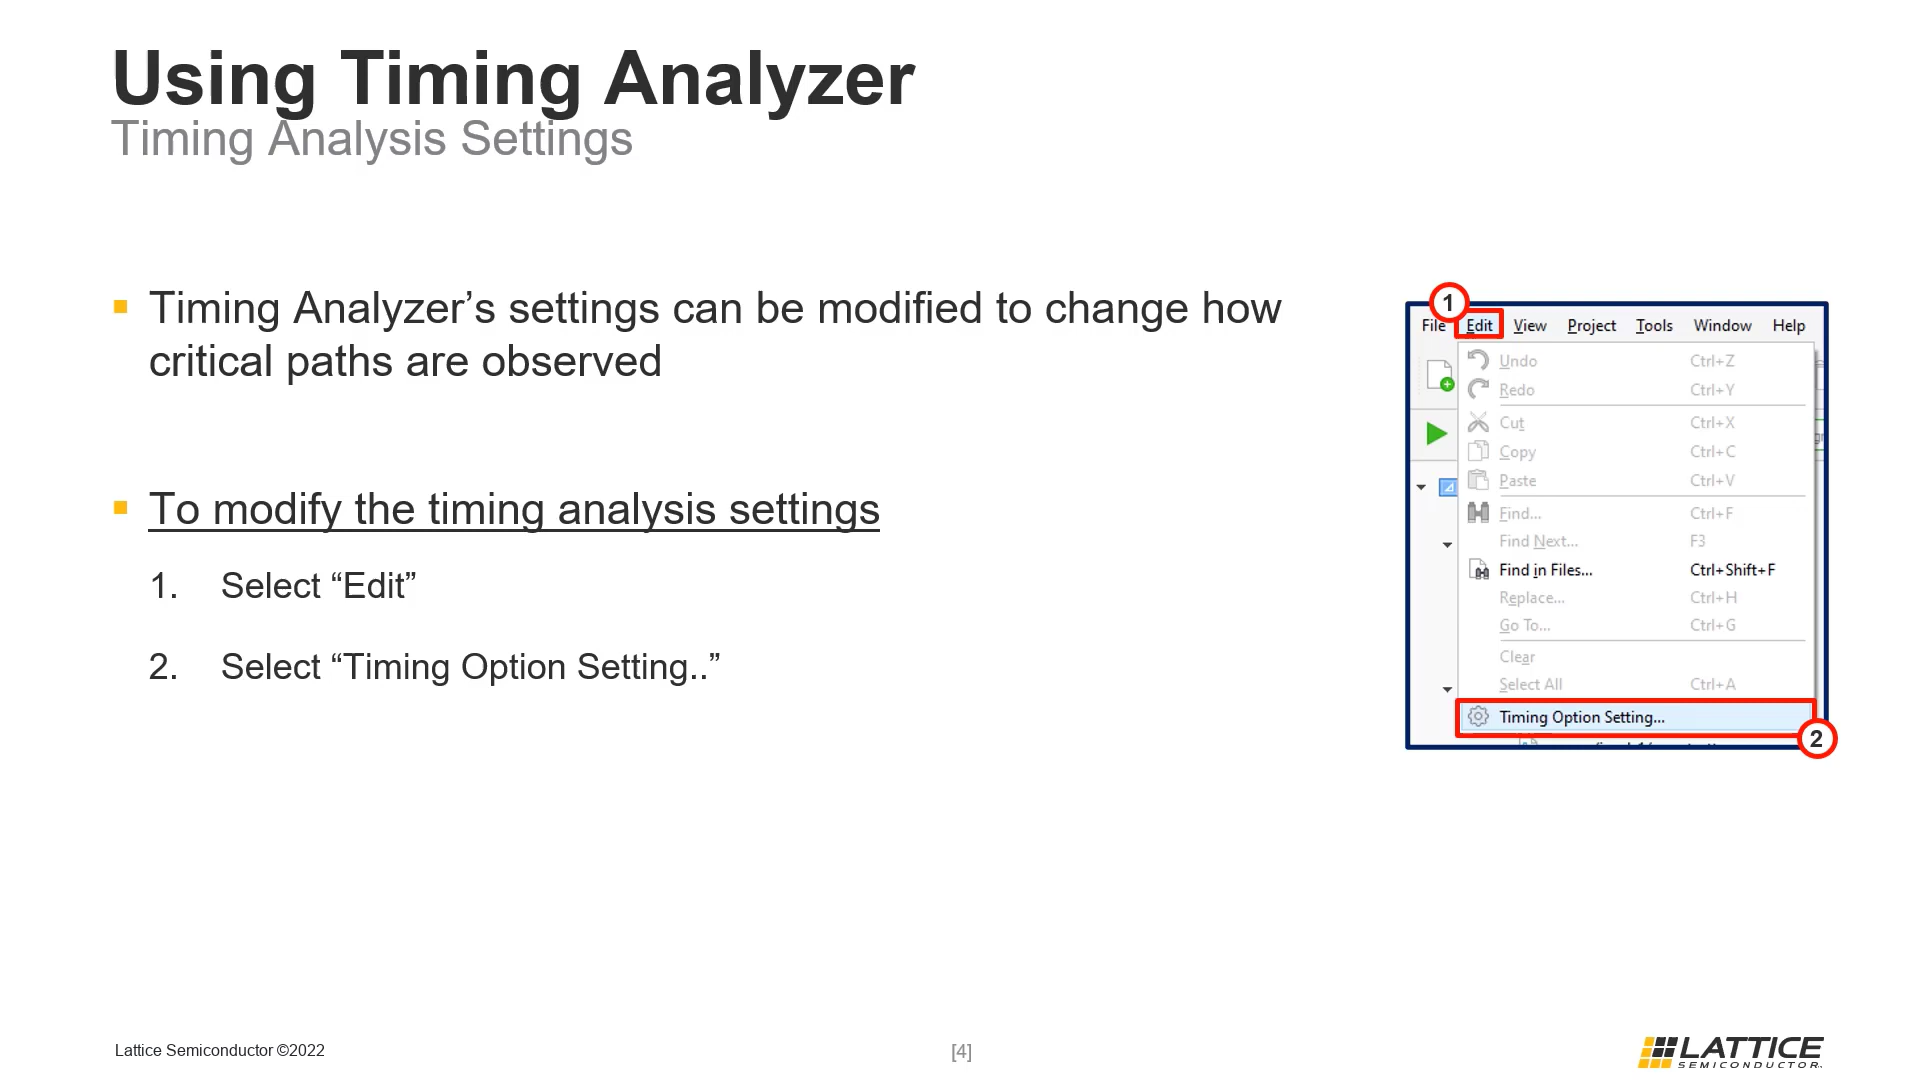 Using Timing Analyzer
Timing Analysis Settings
Timing Analyzer’s settings can be modified to change how
critical paths are observed
To modify the timing analysis settings
1. Select “Edit”
2. Select “Timing Option Setting..”
1
File Edit View Project Tools Window Help
Undo Ctrl+Z
Redo Ctrl+Y
Cut Ctrl+X
Copy Ctrl+C
Paste Ctrl+V
Find... Ctrl+F
Find Next... F3
Find in Files... Ctrl+Shift+F
Replace... Ctrl+H
Go To... Ctrl+G
Clear
Select All Ctrl+A
Timing Option Setting...
2
Lattice Semiconductor ©2022
[4]
LATTICE
SEMICONDUCTOR